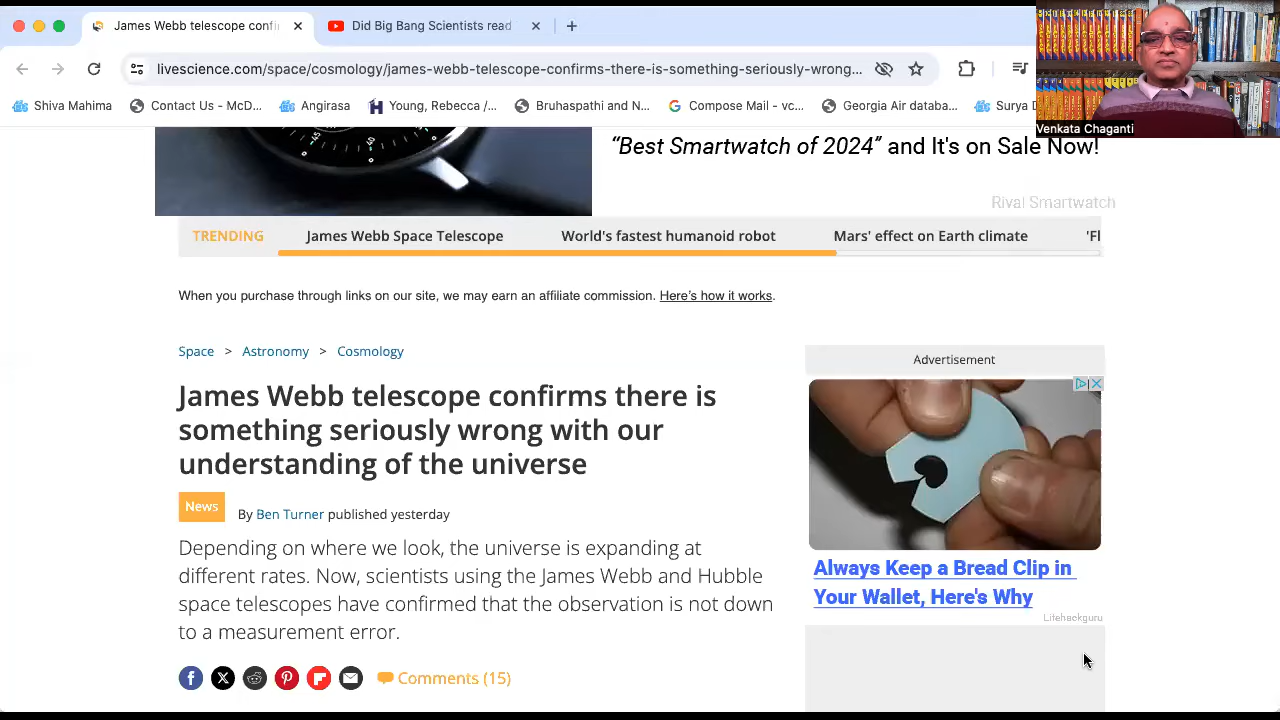 James Webb telescope confi
Did Big Bang Scientists read
livescience.com/space/cosmology/james-webb-telescope-confirms-there-is-something-seriously-wrong...
Shiva Mahima
Contact Us - McD...
Angirasa
Young, Rebecca /...
Bruhaspathi and N...
Compose Mail - vc...
Georgia Air databa...
Surya D
Venkata Chaganti
“Best Smartwatch of 2024” and It's on Sale Now!
Rival Smartwatch
TRENDING
James Webb Space Telescope
World's fastest humanoid robot
Mars' effect on Earth climate
'Fl
When you purchase through links on our site, we may earn an affiliate commission. Here’s how it works.
Space > Astronomy > Cosmology
Advertisement
James Webb telescope confirms there is
something seriously wrong with our
understanding of the universe
News
By Ben Turner published yesterday
Depending on where we look, the universe is expanding at
different rates. Now, scientists using the James Webb and Hubble
space telescopes have confirmed that the observation is not down
to a measurement error.
Comments (15)
Always Keep a Bread Clip in
Your Wallet, Here's Why
Lifehackguru